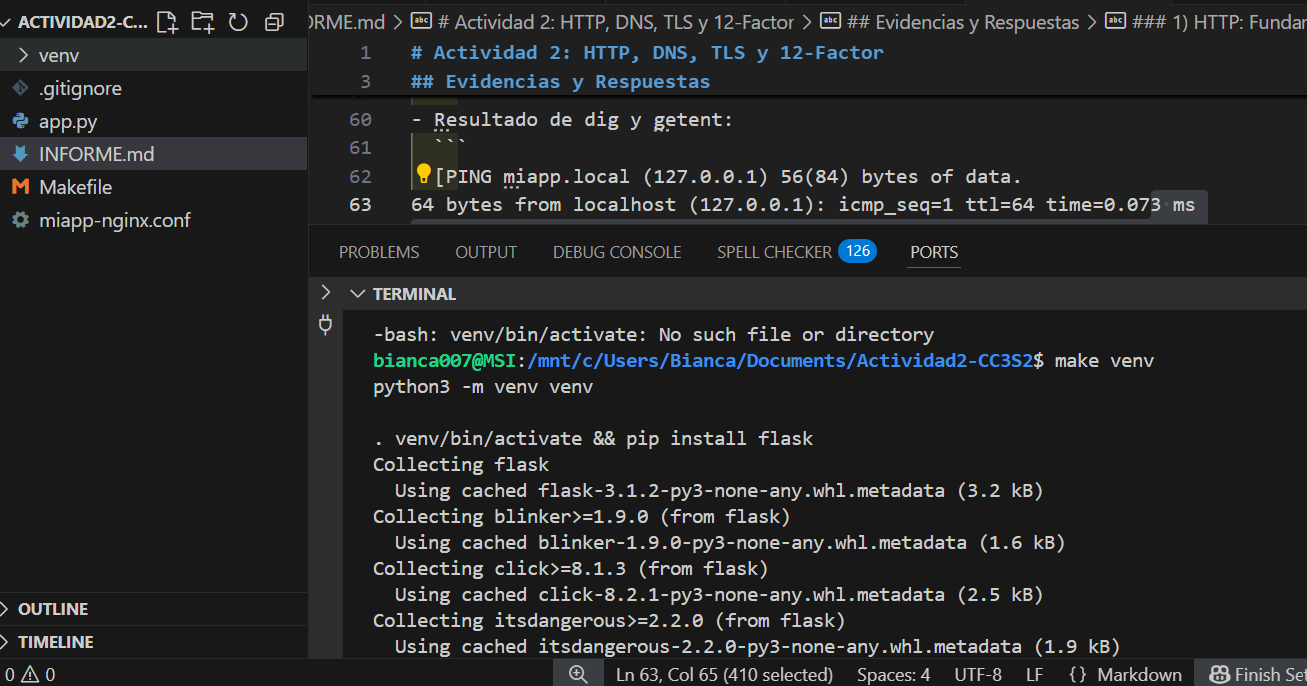 ACTIVIDAD2-C...
venv
.gitignore
app.py
INFORME.md
Makefile
miapp-nginx.conf
OUTLINE
TIMELINE
ORME.md > # Actividad 2: HTTP, DNS, TLS y 12-Factor > ## Evidencias y Respuestas > ### 1) HTTP: Fundar
1 # Actividad 2: HTTP, DNS, TLS y 12-Factor
3 ## Evidencias y Respuestas
60 - Resultado de dig y getent:
61 ```
62 [PING miapp.local (127.0.0.1) 56(84) bytes of data.
63 64 bytes from localhost (127.0.0.1): icmp_seq=1 ttl=64 time=0.073 ms
PROBLEMS OUTPUT DEBUG CONSOLE SPELL CHECKER 126 PORTS
TERMINAL
-bash: venv/bin/activate: No such file or directory
bianca007@MSI:/mnt/c/Users/Bianca/Documents/Actividad2-CC3S2$ make venv
python3 -m venv venv
. venv/bin/activate && pip install flask
Collecting flask
Using cached flask-3.1.2-py3-none-any.whl.metadata (3.2 kB)
Collecting blinker>=1.9.0 (from flask)
Using cached blinker-1.9.0-py3-none-any.whl.metadata (1.6 kB)
Collecting click>=8.1.3 (from flask)
Using cached click-8.2.1-py3-none-any.whl.metadata (2.5 kB)
Collecting itsdangerous>=2.2.0 (from flask)
Using cached itsdangerous-2.2.0-py3-none-any.whl.metadata (1.9 kB)
0 0 Ln 63, Col 65 (410 selected) Spaces: 4 UTF-8 LF {} Markdown Finish Set